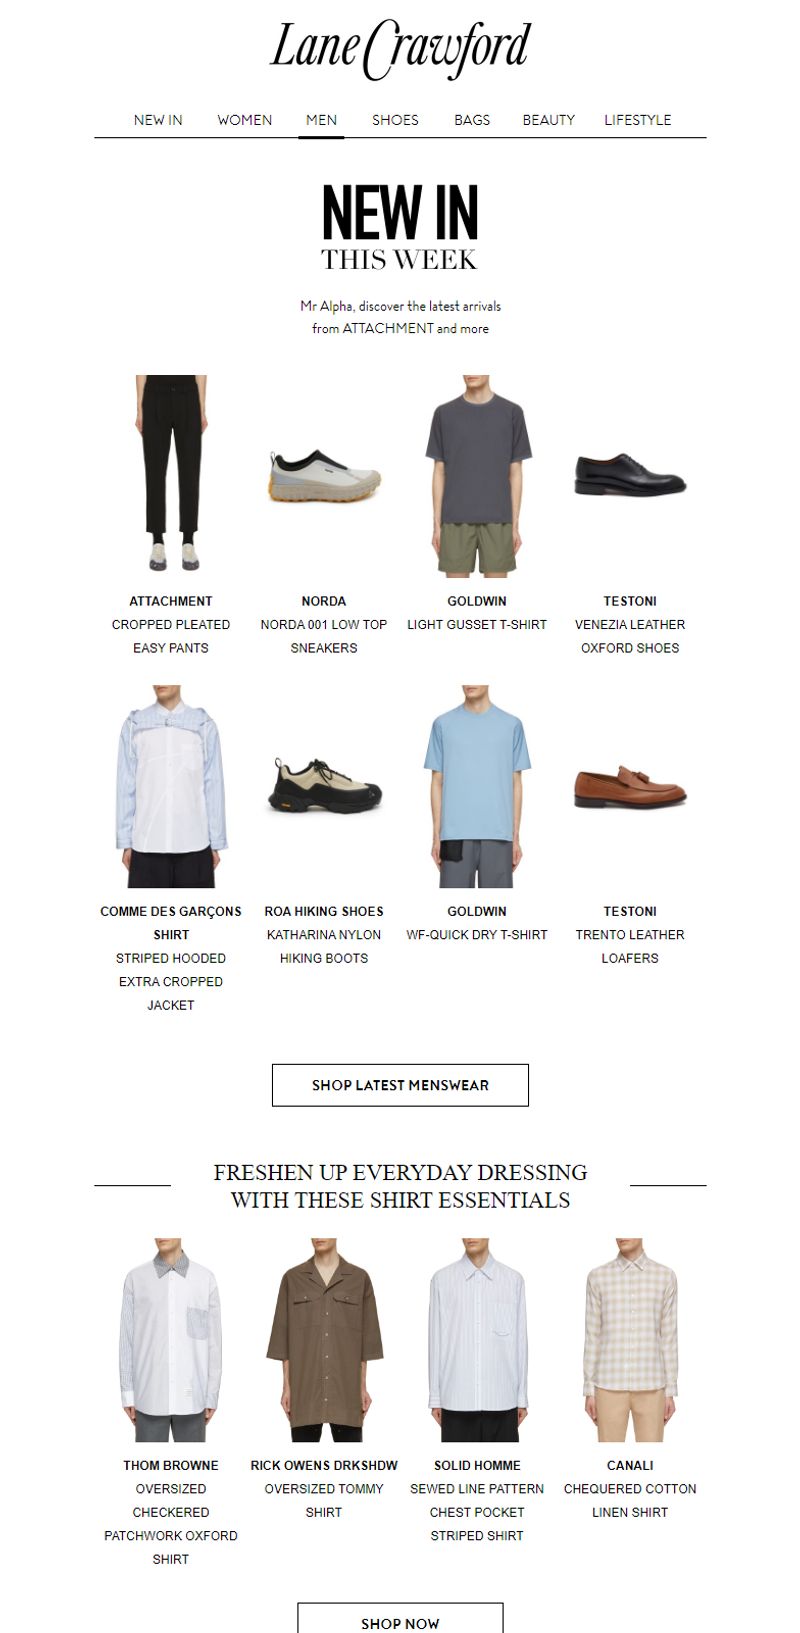 Lane Crawford
NEW IN WOMEN MEN SHOES BAGS BEAUTY LIFESTYLE
NEW IN
THIS WEEK
Mr Alpha, discover the latest arrivals
from ATTACHMENT and more
ATTACHMENT
CROPPED PLEATED
EASY PANTS
NORDA
NORDA 001 LOW TOP
SNEAKERS
GOLDWIN
LIGHT GUSSET T-SHIRT
TESTONI
VENEZIA LEATHER
OXFORD SHOES
COMME DES GARÇONS
SHIRT
STRIPED HOODED
EXTRA CROPPED
JACKET
ROA HIKING SHOES
KATHARINA NYLON
HIKING BOOTS
GOLDWIN
WF-QUICK DRY T-SHIRT
TESTONI
TRENTO LEATHER
LOAFERS
SHOP LATEST MENSWEAR
FRESHEN UP EVERYDAY DRESSING
WITH THESE SHIRT ESSENTIALS
THOM BROWNE
OVERSIZED
CHECKERED
PATCHWORK OXFORD
SHIRT
RICK OWENS DRKSHDW
OVERSIZED TOMMY
SHIRT
SOLID HOMME
SEWED LINE PATTERN
CHEST POCKET
STRIPED SHIRT
CANALI
CHEQUERED COTTON
LINEN SHIRT
SHOP NOW